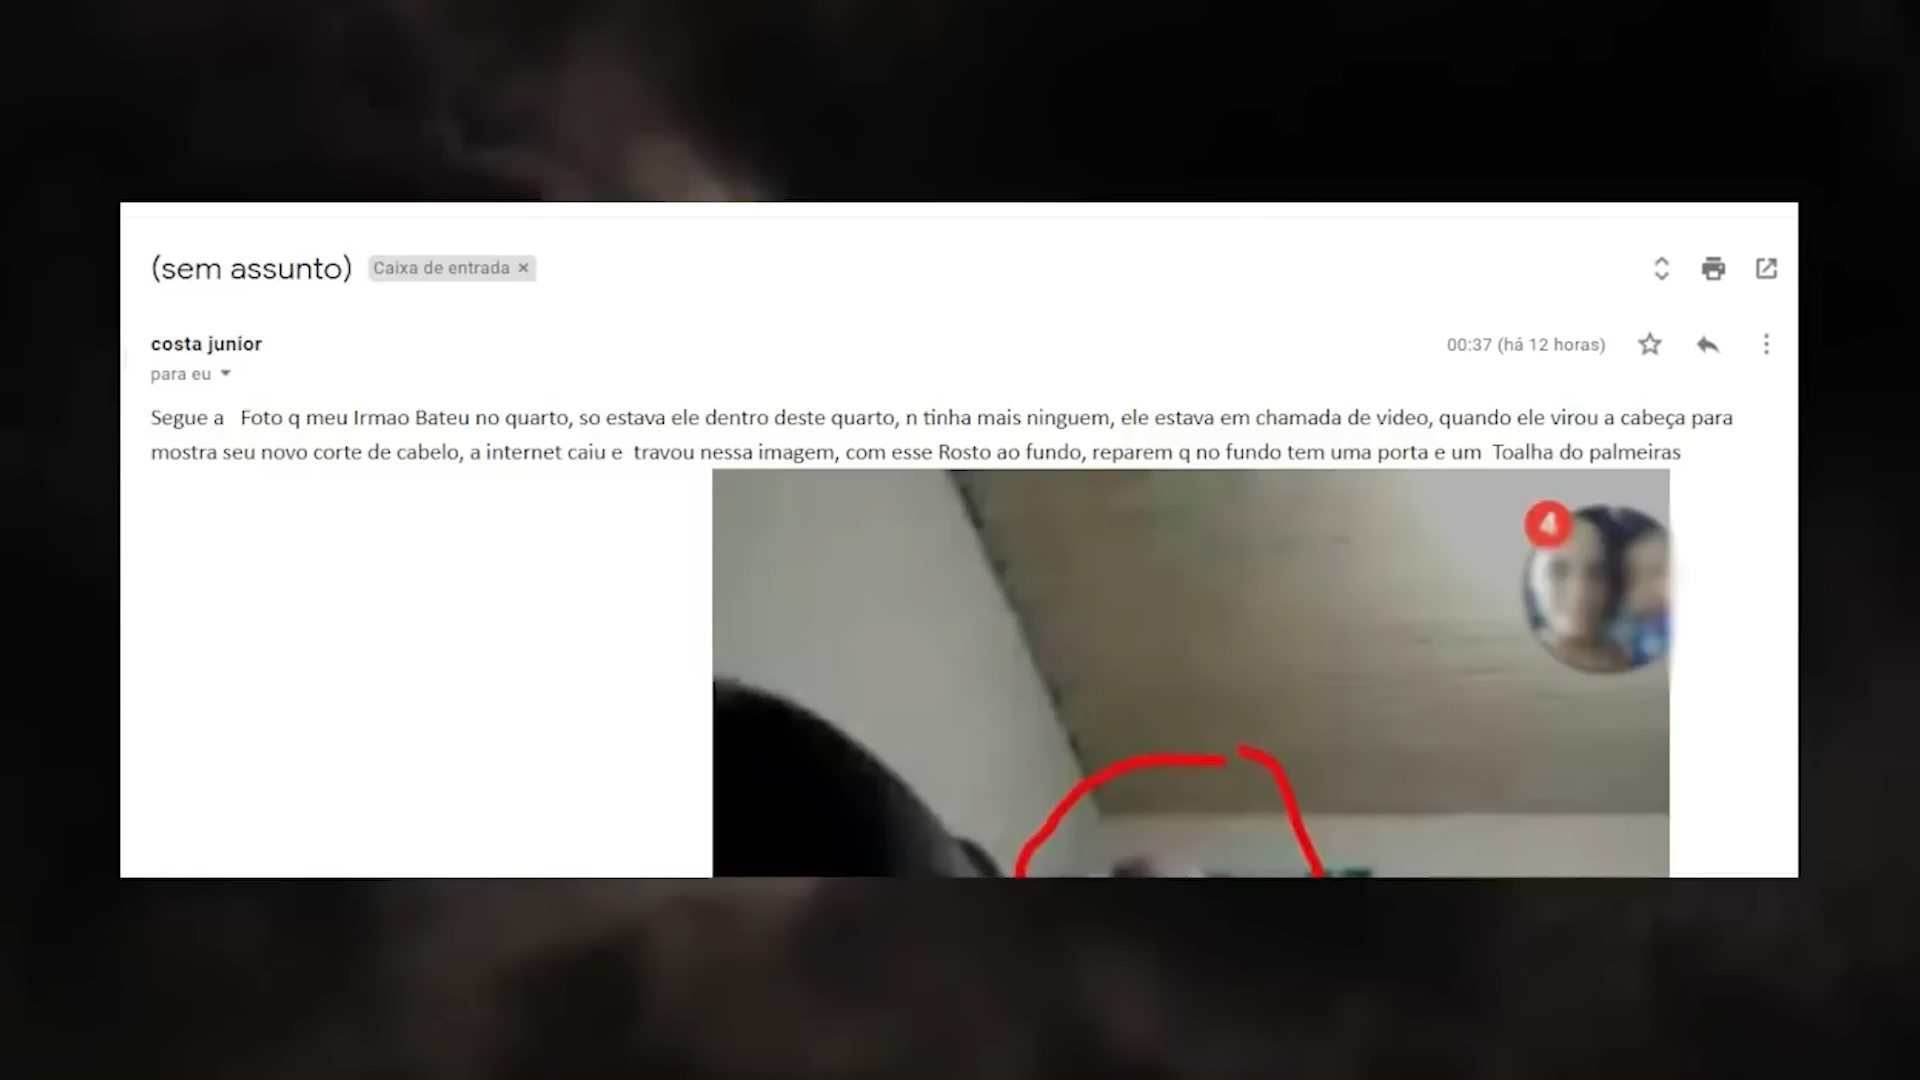 (sem assunto) Caixa de entrada ×
costa junior 00:37 (há 12 horas)
para eu
Segue a Foto q meu Irmao Bateu no quarto, so estava ele dentro deste quarto, n tinha mais ninguem, ele estava em chamada de video, quando ele virou a cabeça para
mostra seu novo corte de cabelo, a internet caiu e travou nessa imagem, com esse Rosto ao fundo, reparem q no fundo tem uma porta e um Toalha do palmeiras
4